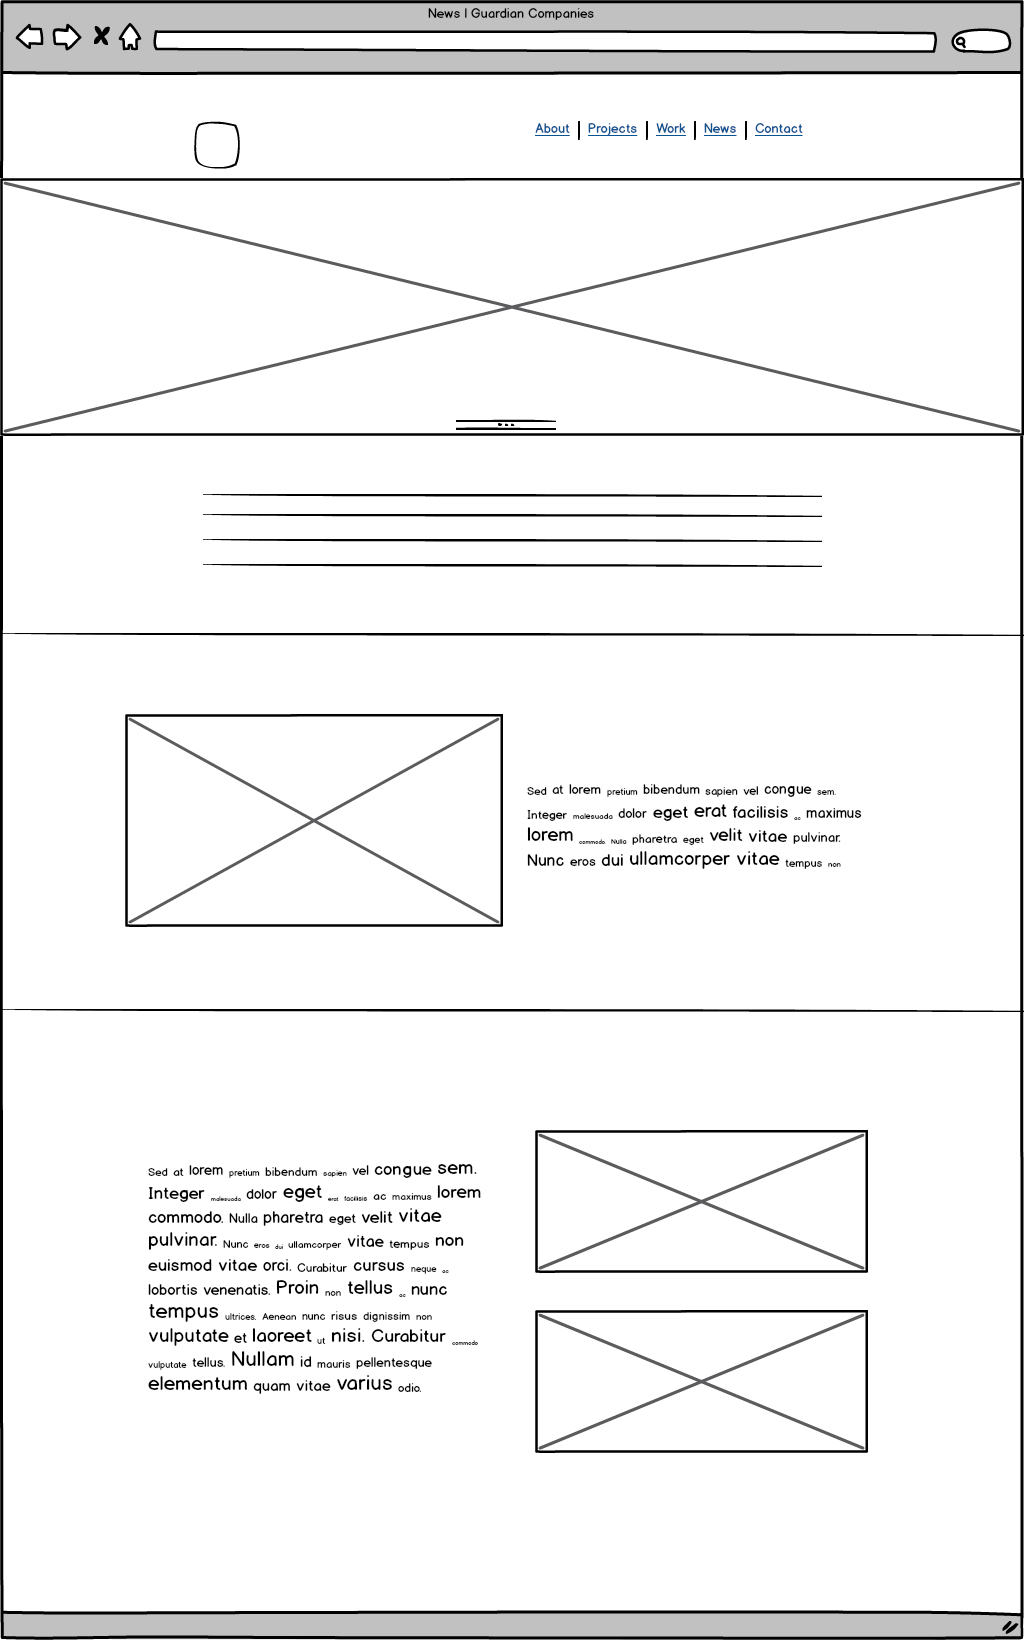 News | Guardian Companies
About | Projects | Work | News | Contact
Sed at lorem pretium bibendum sapien vel congue sem.
Integer malesuada dolor eget erat facilisis ac maximus
lorem commodo. Nulla pharetra eget velit vitae pulvinar.
Nunc eros dui ullamcorper vitae tempus non
Sed at lorem pretium bibendum sapien vel congue sem.
Integer malesuada dolor eget erat facilisis ac maximus lorem
commodo. Nulla pharetra eget velit vitae
pulvinar. Nunc eros dui ullamcorper vitae tempus non
euismod vitae orci. Curabitur cursus neque ac
lobortis venenatis. Proin non tellus ac nunc
tempus ultrices. Aenean nunc risus dignissim non
vulputate et laoreet ut nisi. Curabitur commodo
vulputate tellus. Nullam id mauris pellentesque
elementum quam vitae varius odio.